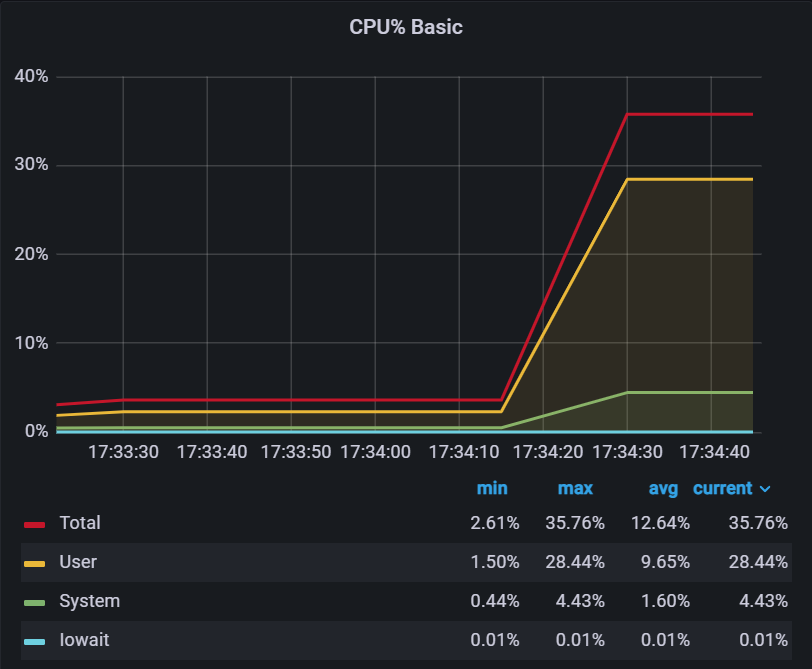 CPU% Basic
40%
30%
20%
10%
0%
17:33:30 17:33:40 17:33:50 17:34:00 17:34:10 17:34:20 17:34:30 17:34:40
min max avg current
Total 2.61% 35.76% 12.64% 35.76%
User 1.50% 28.44% 9.65% 28.44%
System 0.44% 4.43% 1.60% 4.43%
Iowait 0.01% 0.01% 0.01% 0.01%